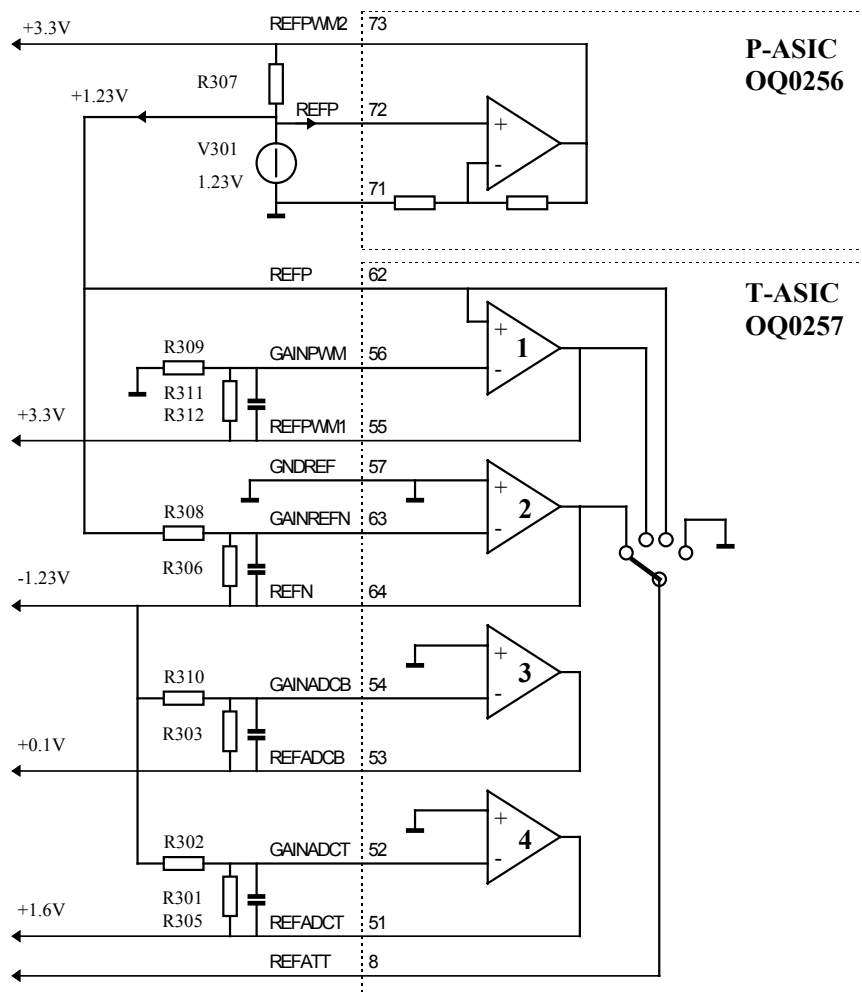 REFPWM2 73
+3.3V
P-ASIC
OQ0256
R307
+1.23V
REFP 72
+
V301
-
1.23V
71
REFP 62
T-ASIC
OQ0257
+
R309
GAINPWM 56
1
-
R311
R312
+3.3V
REFPWM1 55
GNDREF 57
+
R308
GAINREFN 63
2
-
R306
-1.23V
REFN 64
+
R310
GAINADCB 54
3
-
R303
+0.1V
REFADCB 53
+
R302
GAINADCT 52
4
-
R301
R305
+1.6V
REFADCT 51
REFATT 8